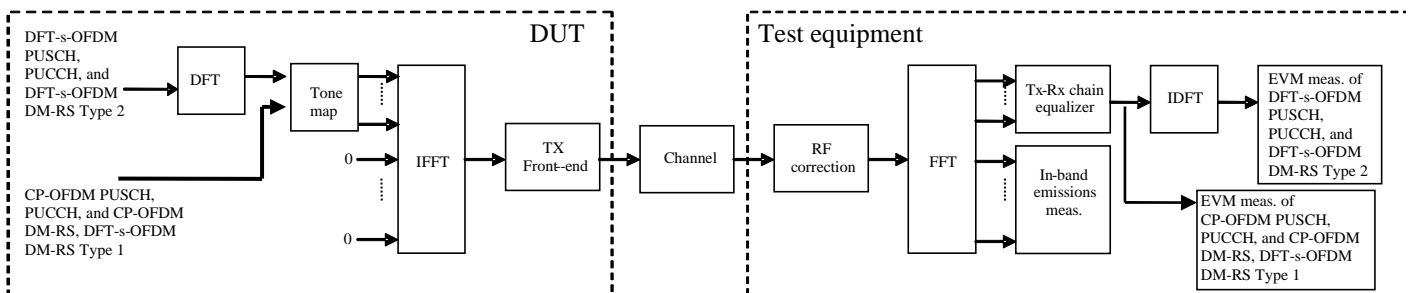 DUT
Test equipment
DFT-s-OFDM
PUSCH,
PUCCH, and
DFT-s-OFDM
DM-RS Type 2
DFT
Tone
map
CP-OFDM PUSCH,
PUCCH, and CP-OFDM
DM-RS, DFT-s-OFDM
DM-RS Type 1
0
0
IFFT
TX
Front--end
Channel
RF
correction
FFT
Tx-Rx chain
equalizer
In-band
emissions
meas.
IDFT
EVM meas. of
DFT-s-OFDM
PUSCH,
PUCCH, and
DFT-s-OFDM
DM-RS Type 2
EVM meas. of
CP-OFDM PUSCH,
PUCCH, and CP-OFDM
DM-RS, DFT-s-OFDM
DM-RS Type 1